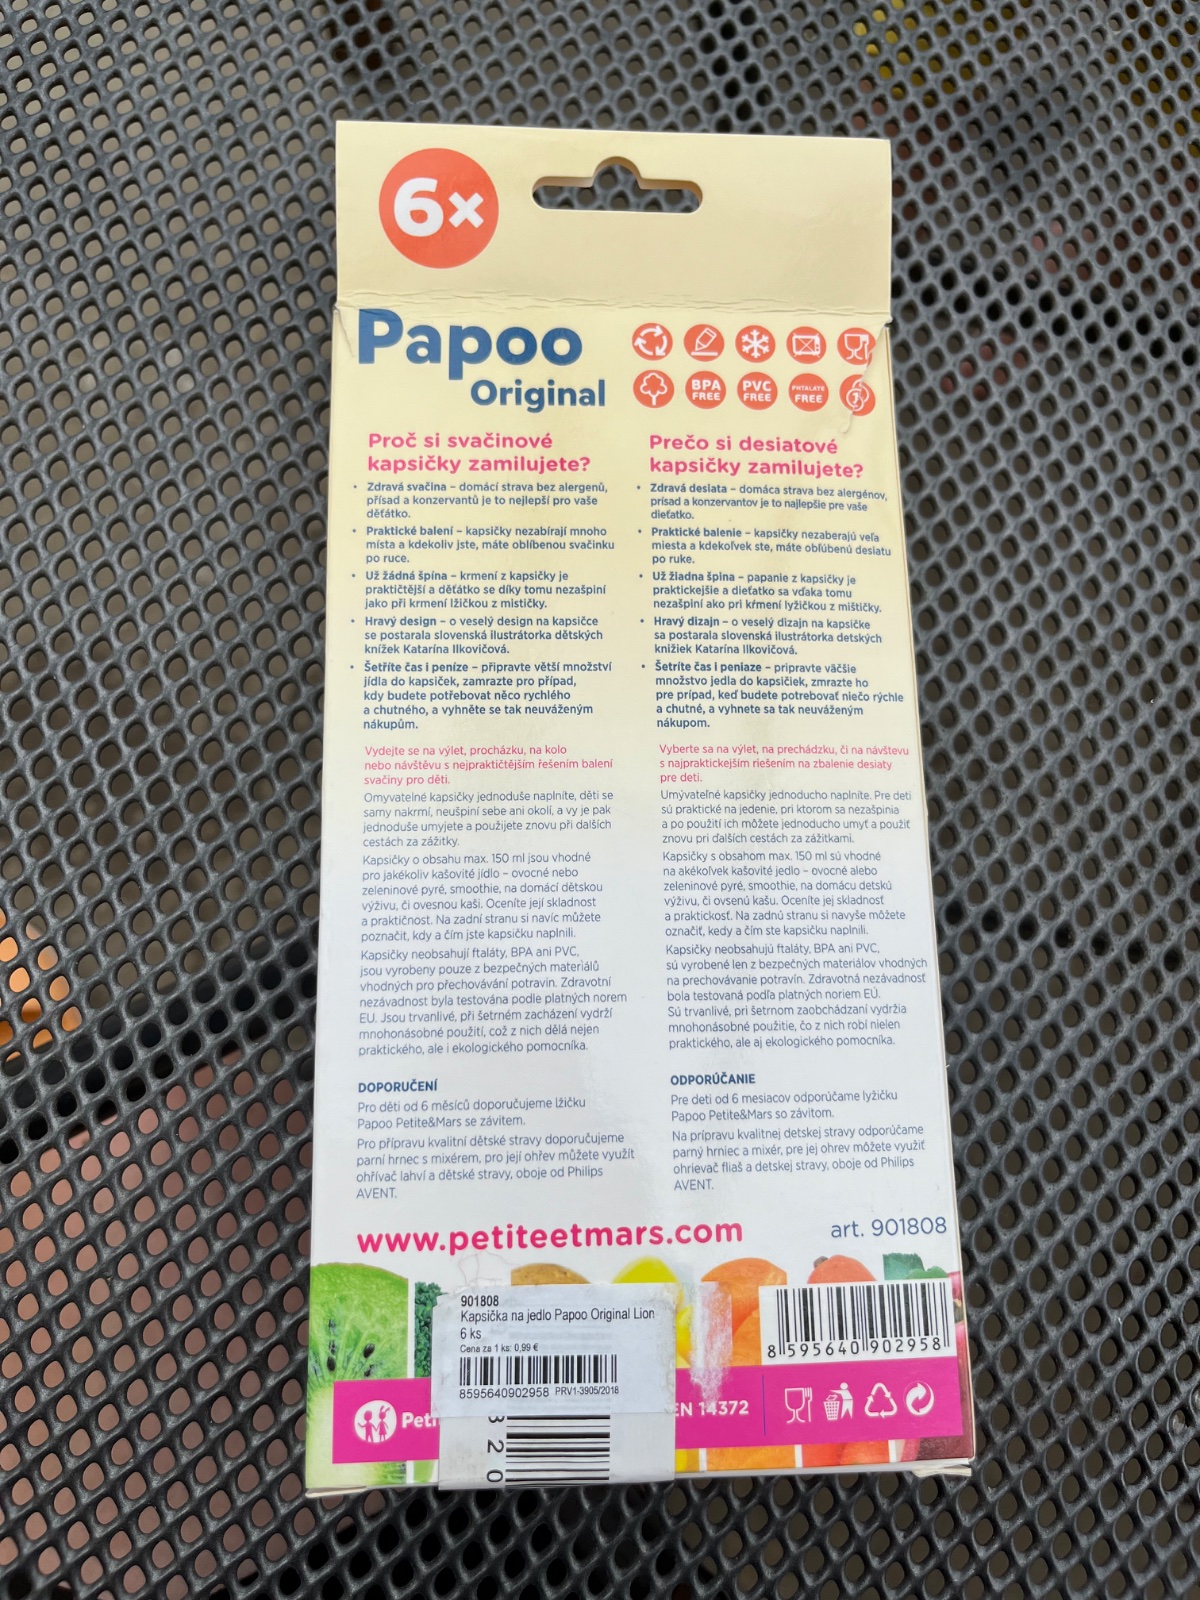 6×
Papoo
Original
BPA
FREE
PVC
FREE
PHTALATE
FREE
Proč si svačinové
kapsičky zamilujete?
• Zdravá svačina – domácí strava bez alergenů,
přísad a konzervantů je to nejlepší pro vaše
děťátko.
• Praktické balení – kapsičky nezabírají mnoho
místa a kdekoliv jste, máte oblíbenou svačinku
po ruce.
• Už žádná špína – krmení z kapsičky je
praktičtější a děťátko se díky tomu nezašpiní
jako při krmení lžičkou z mističky.
• Hravý design – o veselý design na kapsičce
se postarala slovenská ilustrátorka dětských
knížek Katarína Ilkovičová.
• Šetříte čas i peníze – připravte větší množství
jídla do kapsiček, zamrazte pro případ,
kdy budete potřebovat něco rychlého
a chutného, a vyhněte se tak neuváženým
nákupům.
Vydejte se na výlet, procházku, na kolo
nebo návštěvu s nejpraktičtějším řešením balení
svačiny pro děti.
Omyvatelné kapsičky jednoduše naplníte, děti se
samy nakrmí, neušpiní sebe ani okolí, a vy je pak
jednoduše umyjete a použijete znovu při dalších
cestách za zážitky.
Kapsičky o obsahu max. 150 ml jsou vhodné
pro jakékoliv kašovité jídlo – ovocné nebo
zeleninové pyré, smoothie, na domácí dětskou
výživu, či ovesnou kaši. Oceníte její skladnost
a praktičnost. Na zadní stranu si navíc můžete
poznačit, kdy a čím jste kapsičku naplnili.
Kapsičky neobsahují ftaláty, BPA ani PVC,
jsou vyrobeny pouze z bezpečných materiálů
vhodných pro přechovávání potravin. Zdravotní
nezávadnost byla testována podle platných norem
EU. Jsou trvanlivé, při šetrném zacházení vydrží
mnohonásobné použití, což z nich dělá nejen
praktického, ale i ekologického pomocníka.
DOPORUČENÍ
Pro děti od 6 měsíců doporučujeme lžičku
Papoo Petite&Mars se závitem.
Pro přípravu kvalitní dětské stravy doporučujeme
parní hrnec s mixérem, pro její ohřev můžete využít
ohřívač lahví a dětské stravy, oboje od Philips
AVENT.
Prečo si desiatové
kapsičky zamilujete?
• Zdravá desiata – domáca strava bez alergénov,
prísad a konzervantov je to najlepšie pre vaše
dieťatko.
• Praktické balenie – kapsičky nezaberajú veľa
miesta a kdekoľvek ste, máte obľúbenú desiatu
po ruke.
• Už žiadna špina – papanie z kapsičky je
praktickejšie a dieťatko sa vďaka tomu
nezašpiní ako pri kŕmení lyžičkou z mištičky.
• Hravý dizajn – o veselý dizajn na kapsičke
sa postarala slovenská ilustrátorka detských
knižiek Katarína Ilkovičová.
• Šetríte čas i peniaze – pripravte väčšie
množstvo jedla do kapsičiek, zmrazte ho
pre prípad, keď budete potrebovať niečo rýchle
a chutné, a vyhnete sa tak neuváženým
nákupom.
Vyberte sa na výlet, na prechádzku, či na návštevu
s najpraktickejším riešením na zbalenie desiaty
pre deti.
Umývateľné kapsičky jednoducho naplníte. Pre deti
sú praktické na jedenie, pri ktorom sa nezašpinia
a po použití ich môžete jednoducho umyť a použiť
znovu pri ďalších cestách za zážitkami.
Kapsičky s obsahom max. 150 ml sú vhodné
na akékoľvek kašovité jedlo – ovocné alebo
zeleninové pyré, smoothie, na domácu detskú
výživu, či ovsenú kašu. Oceníte jej skladnosť
a praktickosť. Na zadnú stranu si navyše môžete
označiť, kedy a čím ste kapsičku naplnili.
Kapsičky neobsahujú ftaláty, BPA ani PVC,
sú vyrobené len z bezpečných materiálov vhodných
na prechovávanie potravín. Zdravotná nezávadnosť
bola testovaná podľa platných noriem EÚ.
Sú trvanlivé, pri šetrnom zaobchádzaní vydržia
mnohonásobné použitie, čo z nich robí nielen
praktického, ale aj ekologického pomocníka.
ODPORÚČANIE
Pre deti od 6 mesiacov odporúčame lyžičku
Papoo Petite&Mars so závitom.
Na prípravu kvalitnej detskej stravy odporúčame
parný hrniec a mixér, pre jej ohrev môžete využiť
ohrievač fliaš a detskej stravy, oboje od Philips
AVENT.
www.petiteetmars.com
art. 901808
901808
Kapsička na jedlo Papoo Original Lion
6 ks
Cena za 1 ks: 0,99 €
8595640902958 PRV1-3905/2018
8 595640 902958
Peti
EN 14372
3 2 0